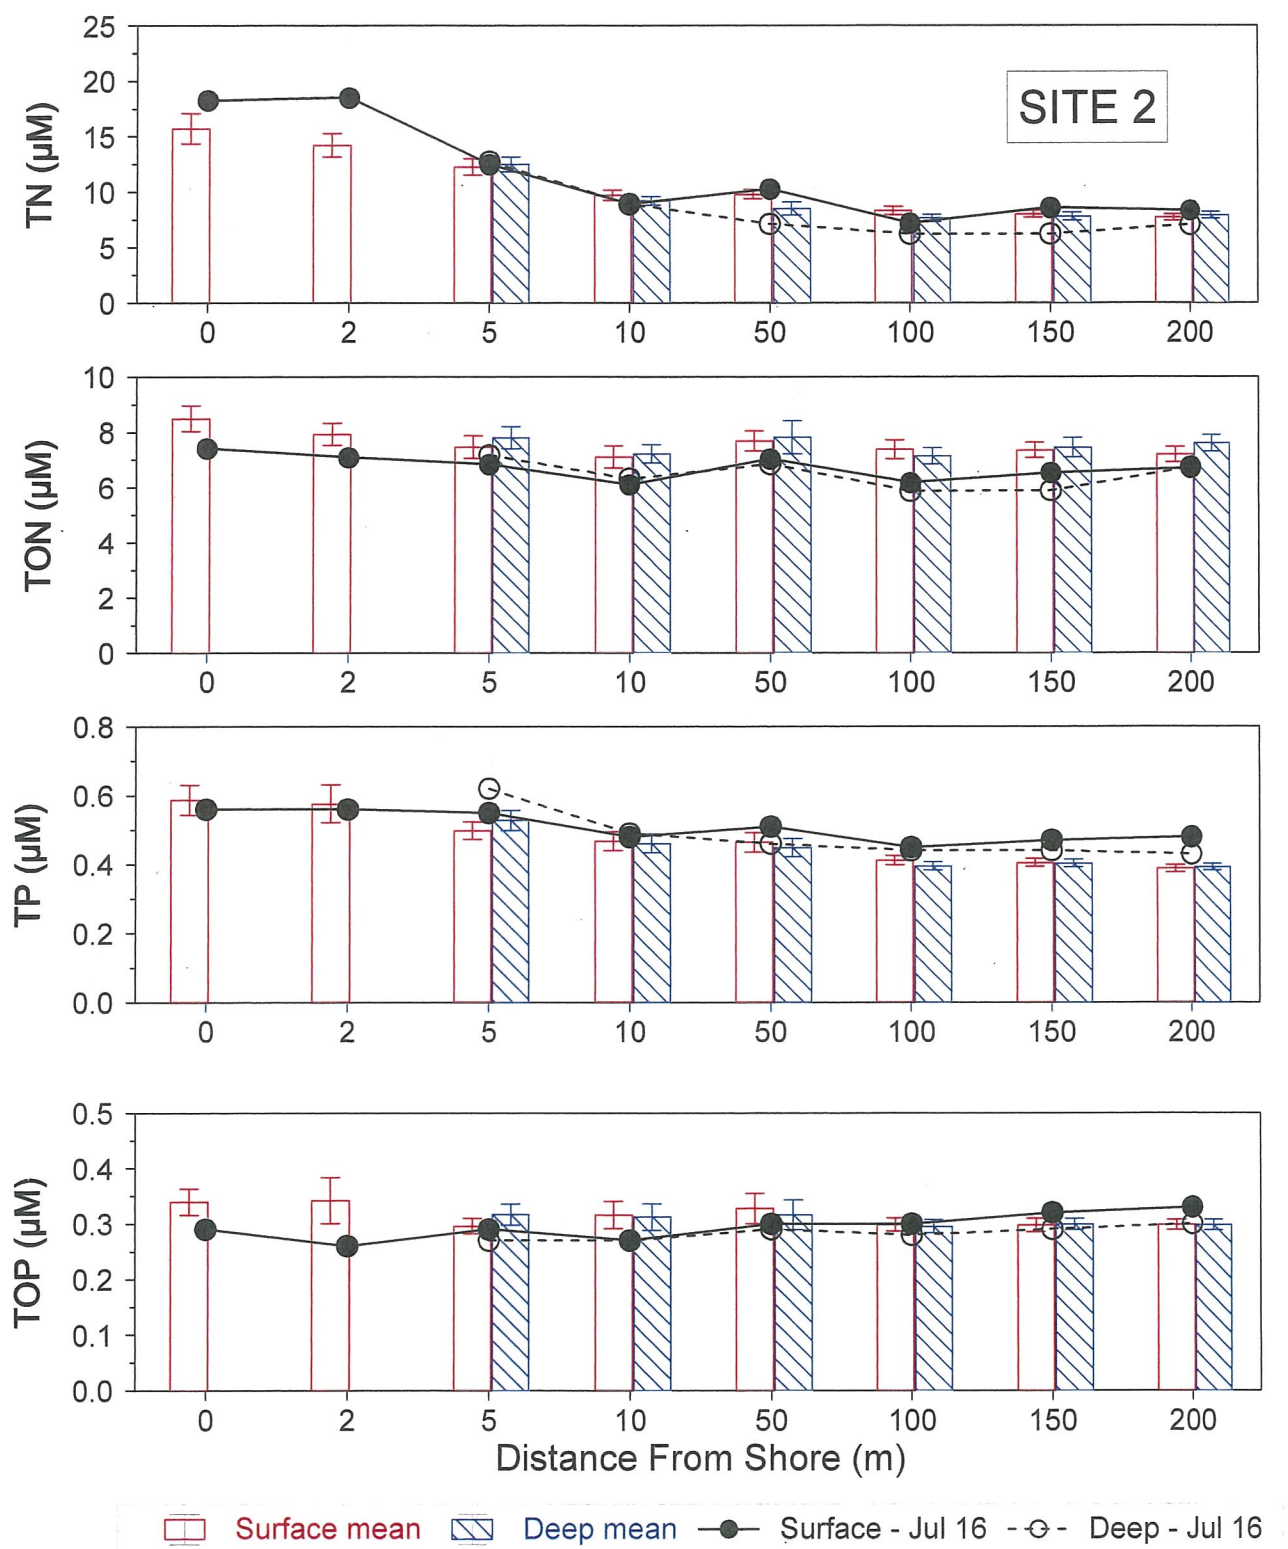 SITE 2
TN (µM)
25
20
15
10
5
0
0 2 5 10 50 100 150 200
TON (µM)
10
8
6
4
2
0
0 2 5 10 50 100 150 200
TP (µM)
0.8
0.6
0.4
0.2
0.0
0 2 5 10 50 100 150 200
TOP (µM)
0.5
0.4
0.3
0.2
0.1
0.0
0 2 5 10 50 100 150 200
Distance From Shore (m)
Surface mean Deep mean Surface - Jul 16 Deep - Jul 16